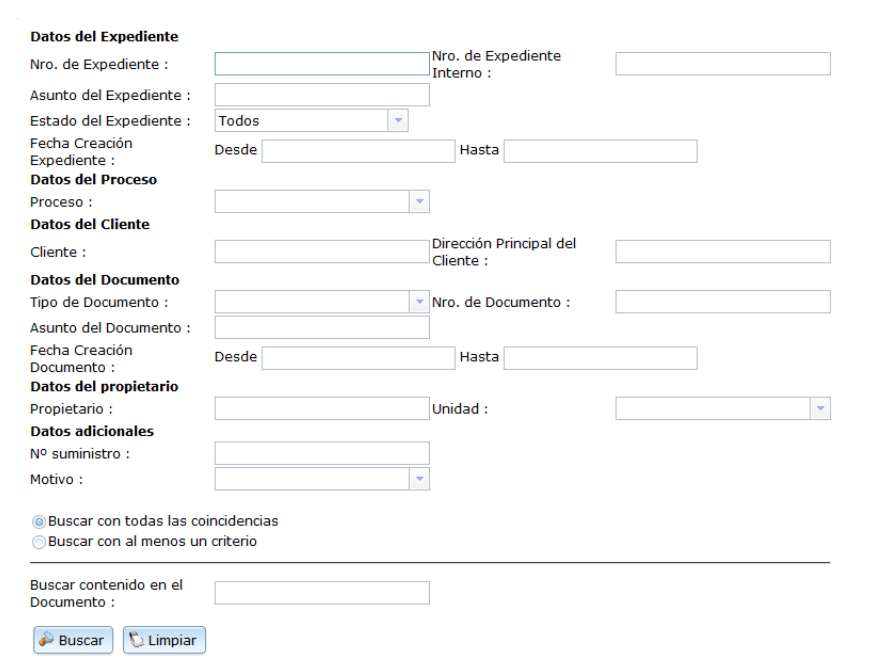 Datos del Expediente
Nro. de Expediente :
Nro. de Expediente
Interno :
Asunto del Expediente :
Estado del Expediente : Todos
Fecha Creación
Expediente :
Desde Hasta
Datos del Proceso
Proceso :
Datos del Cliente
Cliente :
Dirección Principal del
Cliente :
Datos del Documento
Tipo de Documento : Nro. de Documento :
Asunto del Documento :
Fecha Creación
Documento :
Desde Hasta
Datos del propietario
Propietario : Unidad :
Datos adicionales
Nº suministro :
Motivo :
Buscar con todas las coincidencias
Buscar con al menos un criterio
Buscar contenido en el
Documento :
Buscar Limpiar